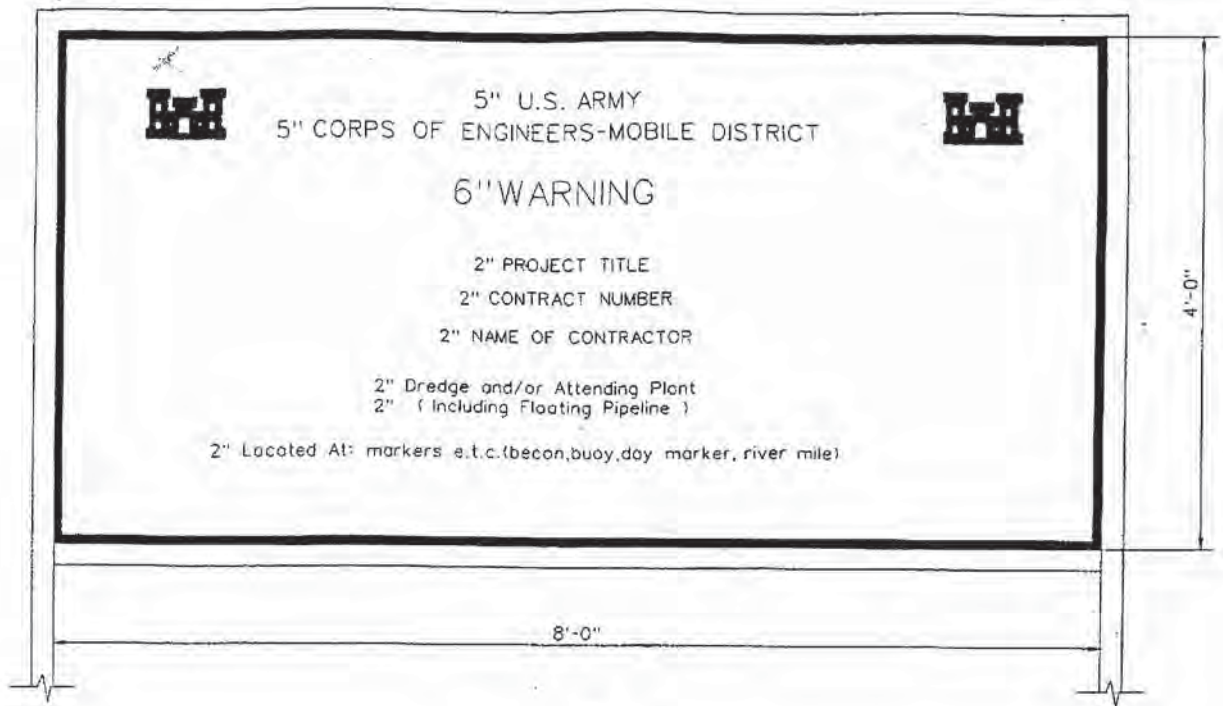 5" U.S. ARMY
5" CORPS OF ENGINEERS-MOBILE DISTRICT
6" WARNING
2" PROJECT TITLE
2" CONTRACT NUMBER
2" NAME OF CONTRACTOR
2" Dredge and/or Attending Plant
2" ( Including Floating Pipeline )
2" Located At: markers e.t.c.(becon,buoy,day marker, river mile)
4'-0"
8'-0"